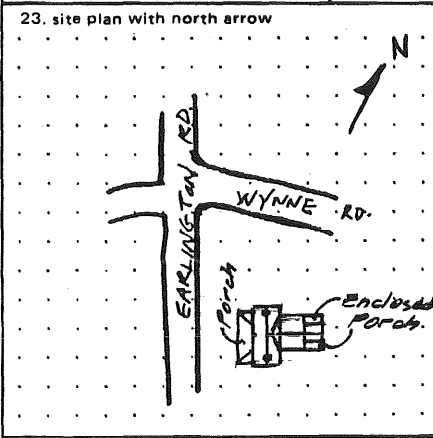 23. site plan with north arrow
N
EARLINGTON RD.
WYNNE RD.
Porch
Enclosed
Porch.